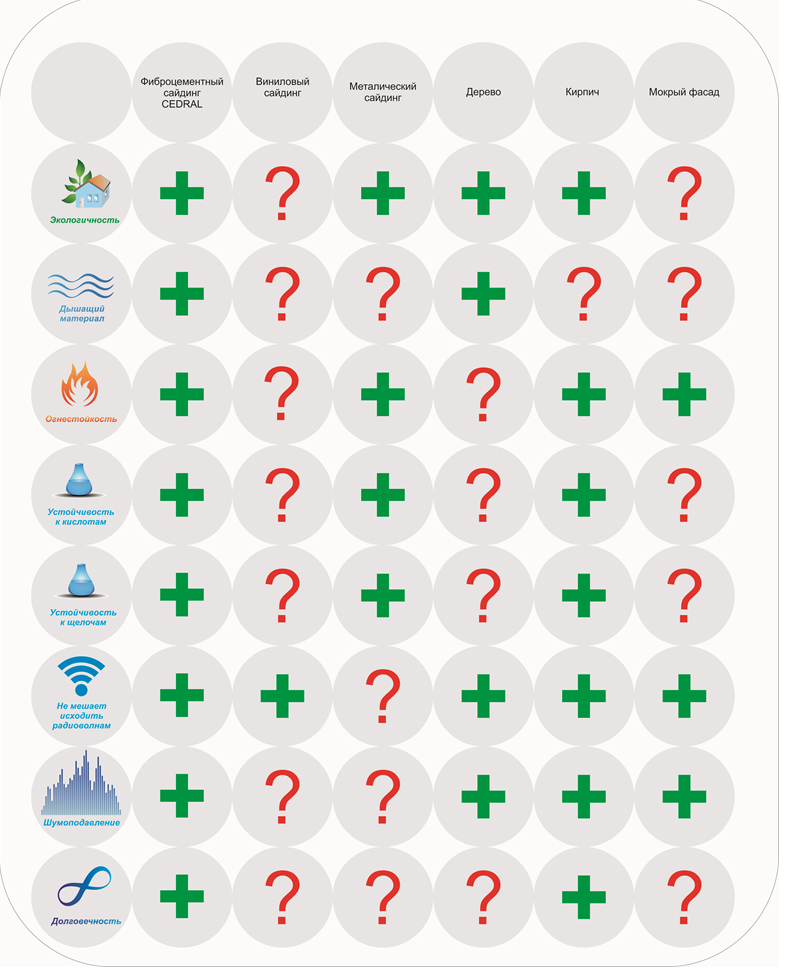 Фиброцементный
сайдинг
CEDRAL
Виниловый
сайдинг
Металический
сайдинг
Дерево
Кирпич
Мокрый фасад
Экологичность
+ ? + + + ?
Дышащий
материал
+ ? ? + ? ?
Огнестойкость
+ ? + ? + +
Устойчивость
к кислотам
+ ? + ? + ?
Устойчивость
к щелочам
+ ? + ? + ?
Не мешает
исходить
радиоволнам
+ + ? + + +
Шумоподавление
+ ? ? + + +
Долговечность
+ ? ? ? + ?